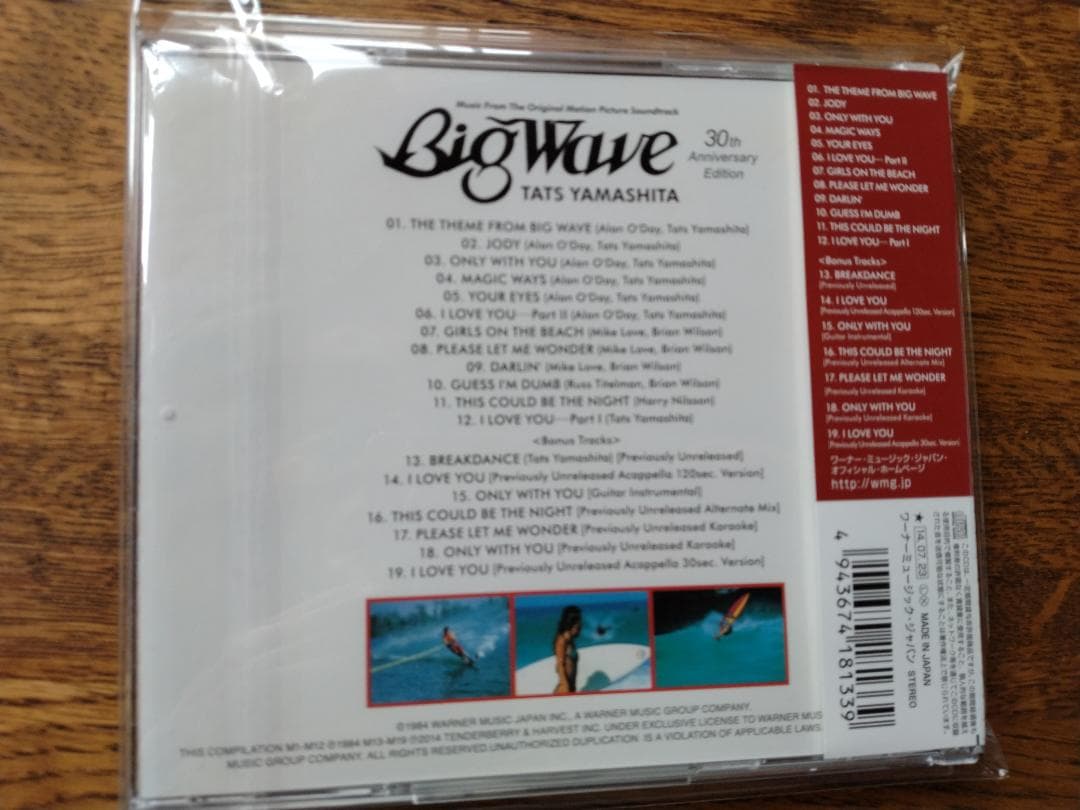 Music From The Original Motion Picture Soundtrack
Big Wave
30th
Anniversary
Edition
TATS YAMASHITA
01. THE THEME FROM BIG WAVE (Alan O'Day, Tats Yamashita)
02. JODY (Alan O'Day, Tats Yamashita)
03. ONLY WITH YOU (Alan O'Day, Tats Yamashita)
04. MAGIC WAYS (Alan O'Day, Tats Yamashita)
05. YOUR EYES (Alan O'Day, Tats Yamashita)
06. I LOVE YOU—Part II (Alan O'Day, Tats Yamashita)
07. GIRLS ON THE BEACH (Mike Love, Brian Wilson)
08. PLEASE LET ME WONDER (Mike Love, Brian Wilson)
09. DARLIN' (Mike Love, Brian Wilson)
10. GUESS I'M DUMB (Russ Titelman, Brian Wilson)
11. THIS COULD BE THE NIGHT (Harry Nilsson)
12. I LOVE YOU—Part I (Tats Yamashita)
<Bonus Tracks>
13. BREAKDANCE (Tats Yamashita) [Previously Unreleased]
14. I LOVE YOU [Previously Unreleased Acappella 120sec. Version]
15. ONLY WITH YOU [Guitar Instrumental]
16. THIS COULD BE THE NIGHT [Previously Unreleased Alternate Mix]
17. PLEASE LET ME WONDER [Previously Unreleased Karaoke]
18. ONLY WITH YOU [Previously Unreleased Karaoke]
19. I LOVE YOU [Previously Unreleased Acappella 30sec. Version]
©1984 WARNER MUSIC JAPAN INC., A WARNER MUSIC GROUP COMPANY.
THIS COMPILATION M1-M12 ℗1984 M13-M19 ℗2014 TENDERBERRY & HARVEST INC. UNDER EXCLUSIVE LICENSE TO WARNER MUS
MUSIC GROUP COMPANY. ALL RIGHTS RESERVED.UNAUTHORIZED DUPLICATION IS A VIOLATION OF APPLICABLE LAWS.
01. THE THEME FROM BIG WAVE
02. JODY
03. ONLY WITH YOU
04. MAGIC WAYS
05. YOUR EYES
06. I LOVE YOU—Part II
07. GIRLS ON THE BEACH
08. PLEASE LET ME WONDER
09. DARLIN'
10. GUESS I'M DUMB
11. THIS COULD BE THE NIGHT
12. I LOVE YOU—Part I
<Bonus Tracks>
13. BREAKDANCE
[Previously Unreleased]
14. I LOVE YOU
[Previously Unreleased Acappella 120sec. Version]
15. ONLY WITH YOU
[Guitar Instrumental]
16. THIS COULD BE THE NIGHT
[Previously Unreleased Alternate Mix]
17. PLEASE LET ME WONDER
[Previously Unreleased Karaoke]
18. ONLY WITH YOU
[Previously Unreleased Karaoke]
19. I LOVE YOU
[Previously Unreleased Acappella 30sec. Version]
ワーナー・ミュージック・ジャパン・
オフィシャル・ホームページ
http://wmg.jp
★ 14.07.23 Ⓛ Ⓧ MADE IN JAPAN
ワーナーミュージック・ジャパン STEREO
4 943674 181339